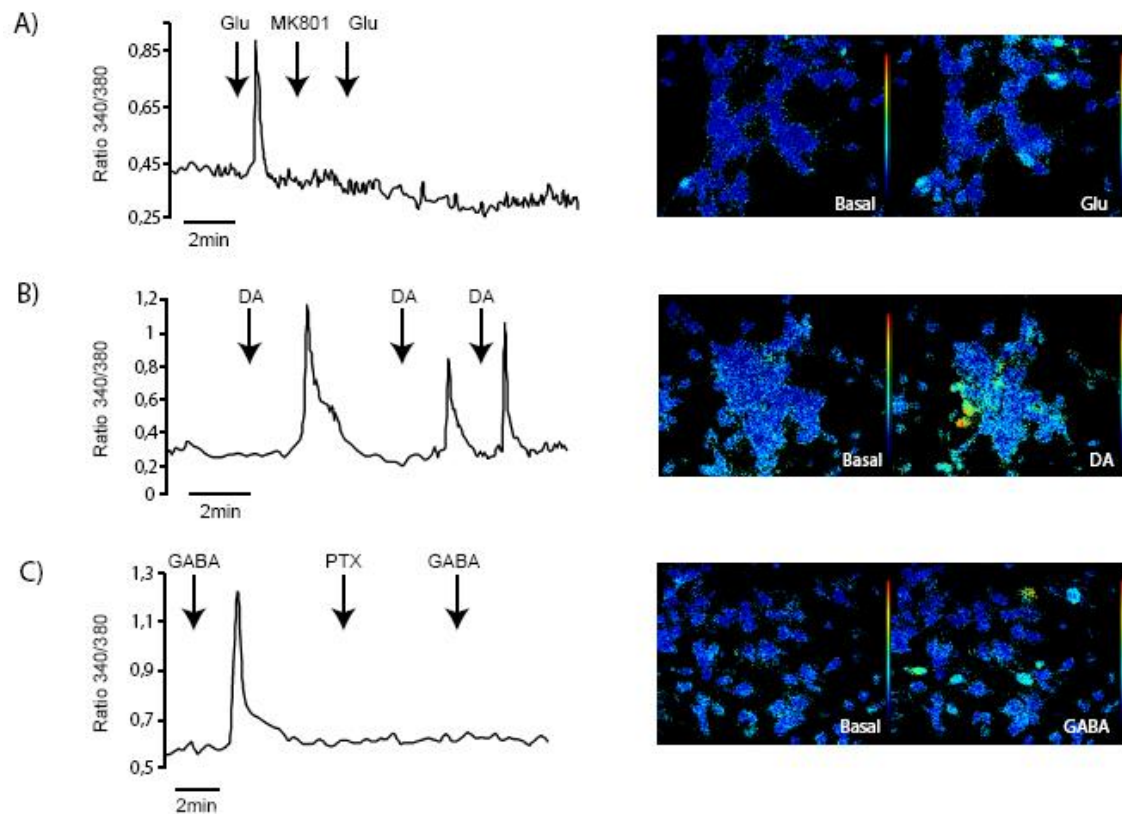 A)
Glu MK801 Glu
Ratio 340/380
0,85
0,65
0,45
0,25
2min
Basal
Glu
B)
DA DA DA
Ratio 340/380
1,2
1
0,8
0,6
0,4
0,2
0
2min
Basal
DA
C)
GABA PTX GABA
Ratio 340/380
1,3
1,1
0,9
0,7
0,5
2min
Basal
GABA